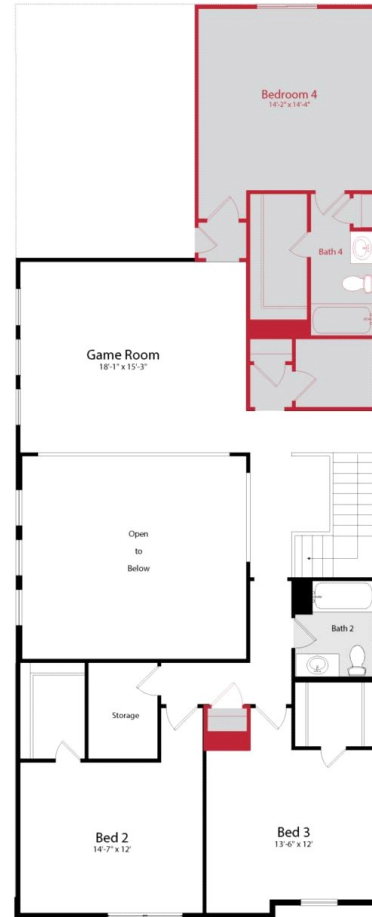 Bedroom 4
14'-2" x 14'-4"
Bath 4
Game Room
18'-1" x 15'-3"
Open
to
Below
Bath 2
Storage
Bed 2
14'-7" x 12'
Bed 3
13'-6" x 12'